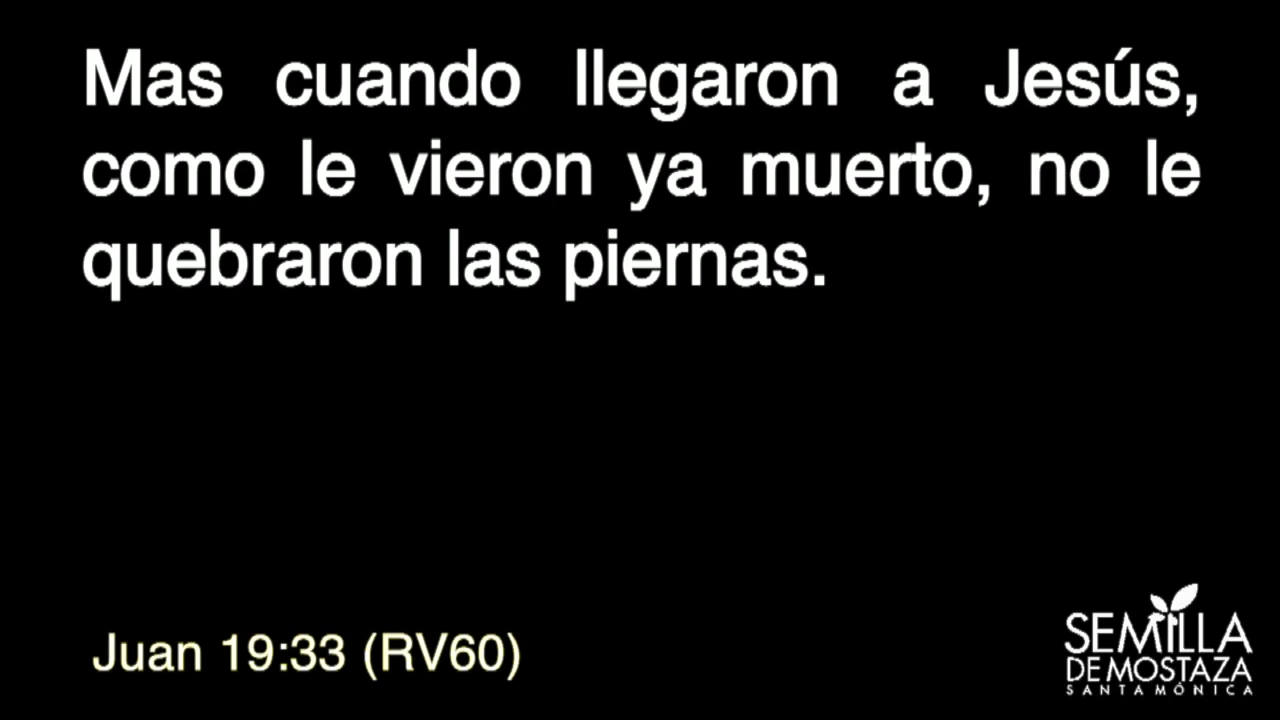 Mas cuando llegaron a Jesús,
como le vieron ya muerto, no le
quebraron las piernas.
Juan 19:33 (RV60)
SEMILLA
DE MOSTAZA
SANTA MÓNICA